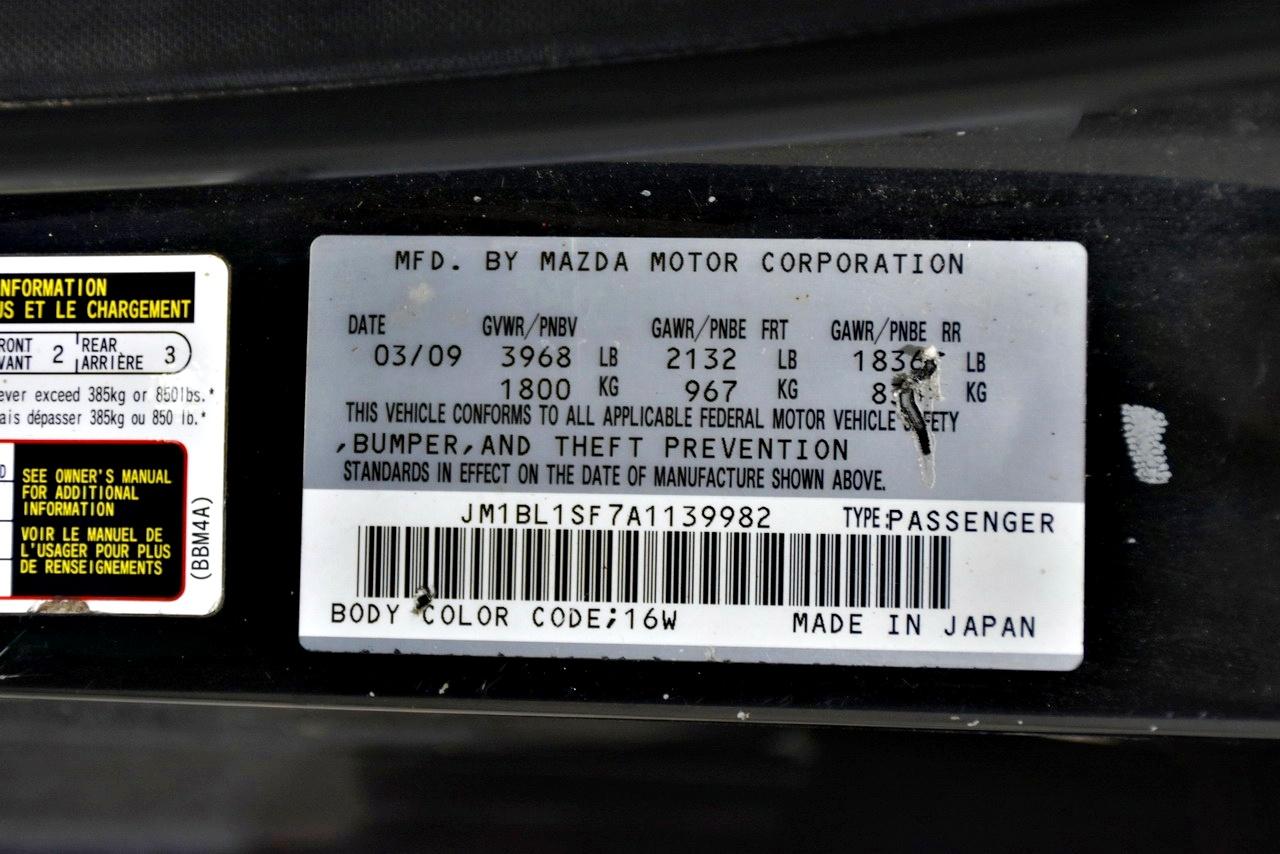 NFORMATION
US ET LE CHARGEMENT
RONT
VANT 2 REAR
ARRIÈRE 3
ever exceed 385kg or 850lbs.*
ais dépasser 385kg ou 850 lb.*
SEE OWNER'S MANUAL
FOR ADDITIONAL
INFORMATION
VOIR LE MANUEL DE
L'USAGER POUR PLUS
DE RENSEIGNEMENTS
(BBM4A)
MFD. BY MAZDA MOTOR CORPORATION
DATE GVWR/PNBV GAWR/PNBE FRT GAWR/PNBE RR
03/09 3968 LB 2132 LB 1836 LB
1800 KG 967 KG KG
THIS VEHICLE CONFORMS TO ALL APPLICABLE FEDERAL MOTOR VEHICLE SAFETY
,BUMPER,AND THEFT PREVENTION
STANDARDS IN EFFECT ON THE DATE OF MANUFACTURE SHOWN ABOVE.
JM1BL1SF7A1139982 TYPE:PASSENGER
BODY COLOR CODE;16W MADE IN JAPAN